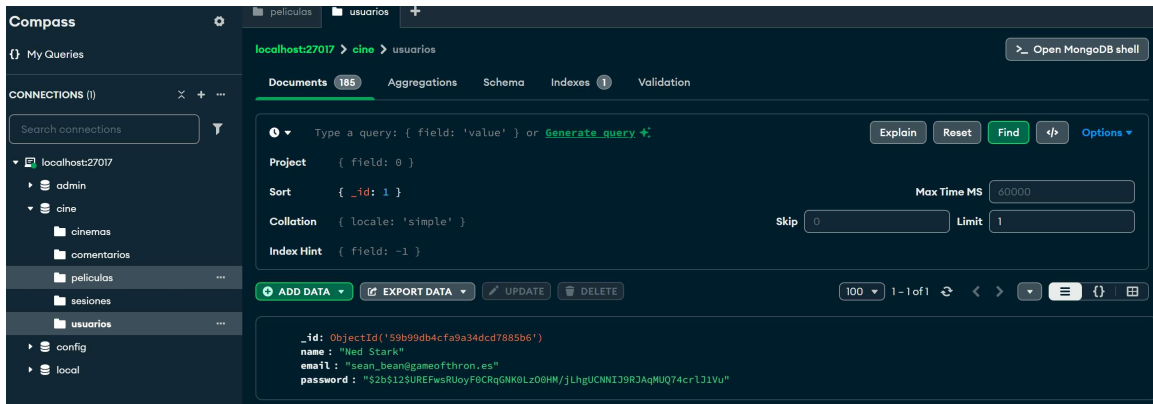 Compass
{} My Queries
CONNECTIONS (1)
Search connections
localhost:27017
admin
cine
cinemas
comentarios
peliculas
sesiones
usuarios
config
local
peliculas
usuarios
localhost:27017 > cine > usuarios
>_ Open MongoDB shell
Documents 185 Aggregations Schema Indexes 1 Validation
Type a query: { field: 'value' } or Generate query
Explain Reset Find </> Options
Project { field: 0 }
Sort { _id: 1 } Max Time MS 60000
Collation { locale: 'simple' } Skip 0 Limit 1
Index Hint { field: -1 }
ADD DATA EXPORT DATA UPDATE DELETE 100 1 – 1 of 1 {}
_id: ObjectId('59b99db4cfa9a34dcd7885b6')
name : "Ned Stark"
email : "sean_bean@gameofthron.es"
password : "$2b$12$UREFwsRUoyF0CRqGNK0LzO0HM/jLhgUCNNIJ9RJAqMUQ74crlJ1Vu"